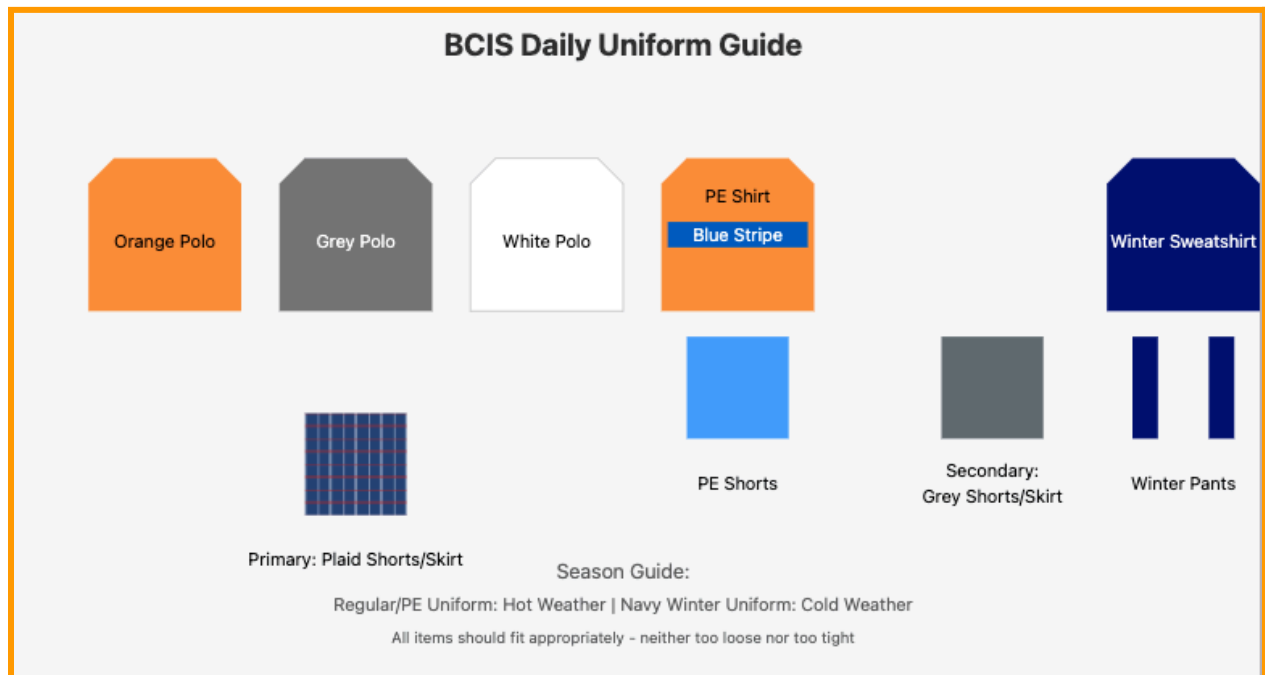 BCIS Daily Uniform Guide
Orange Polo
Grey Polo
White Polo
PE Shirt
Blue Stripe
Winter Sweatshirt
PE Shorts
Secondary:
Grey Shorts/Skirt
Winter Pants
Primary: Plaid Shorts/Skirt
Season Guide:
Regular/PE Uniform: Hot Weather | Navy Winter Uniform: Cold Weather
All items should fit appropriately - neither too loose nor too tight